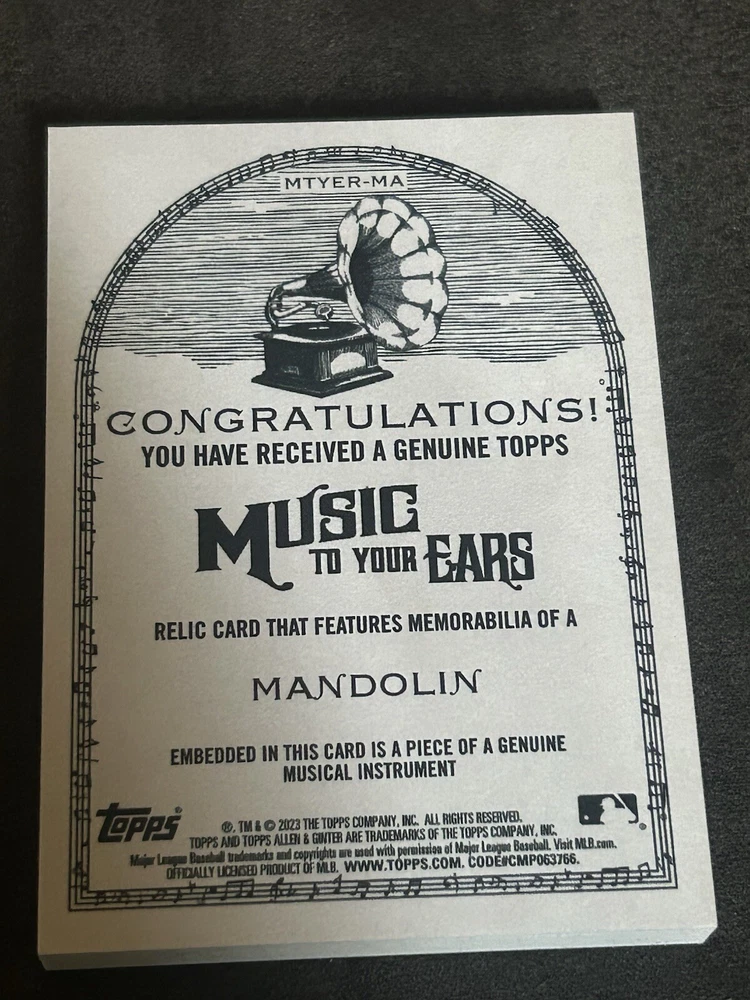 MTYER-MA
CONGRATULATIONS!
YOU HAVE RECEIVED A GENUINE TOPPS
MUSIC
TO YOUR EARS
RELIC CARD THAT FEATURES MEMORABILIA OF A
MANDOLIN
EMBEDDED IN THIS CARD IS A PIECE OF A GENUINE
MUSICAL INSTRUMENT
topps®
®, TM & © 2023 THE TOPPS COMPANY, INC. ALL RIGHTS RESERVED.
TOPPS AND TOPPS ALLEN & GINTER ARE TRADEMARKS OF THE TOPPS COMPANY, INC.
Major League Baseball trademarks and copyrights are used with permission of Major League Baseball. Visit MLB.com.
OFFICIALLY LICENSED PRODUCT OF MLB. WWW.TOPPS.COM. CODE#CMP063766.
®